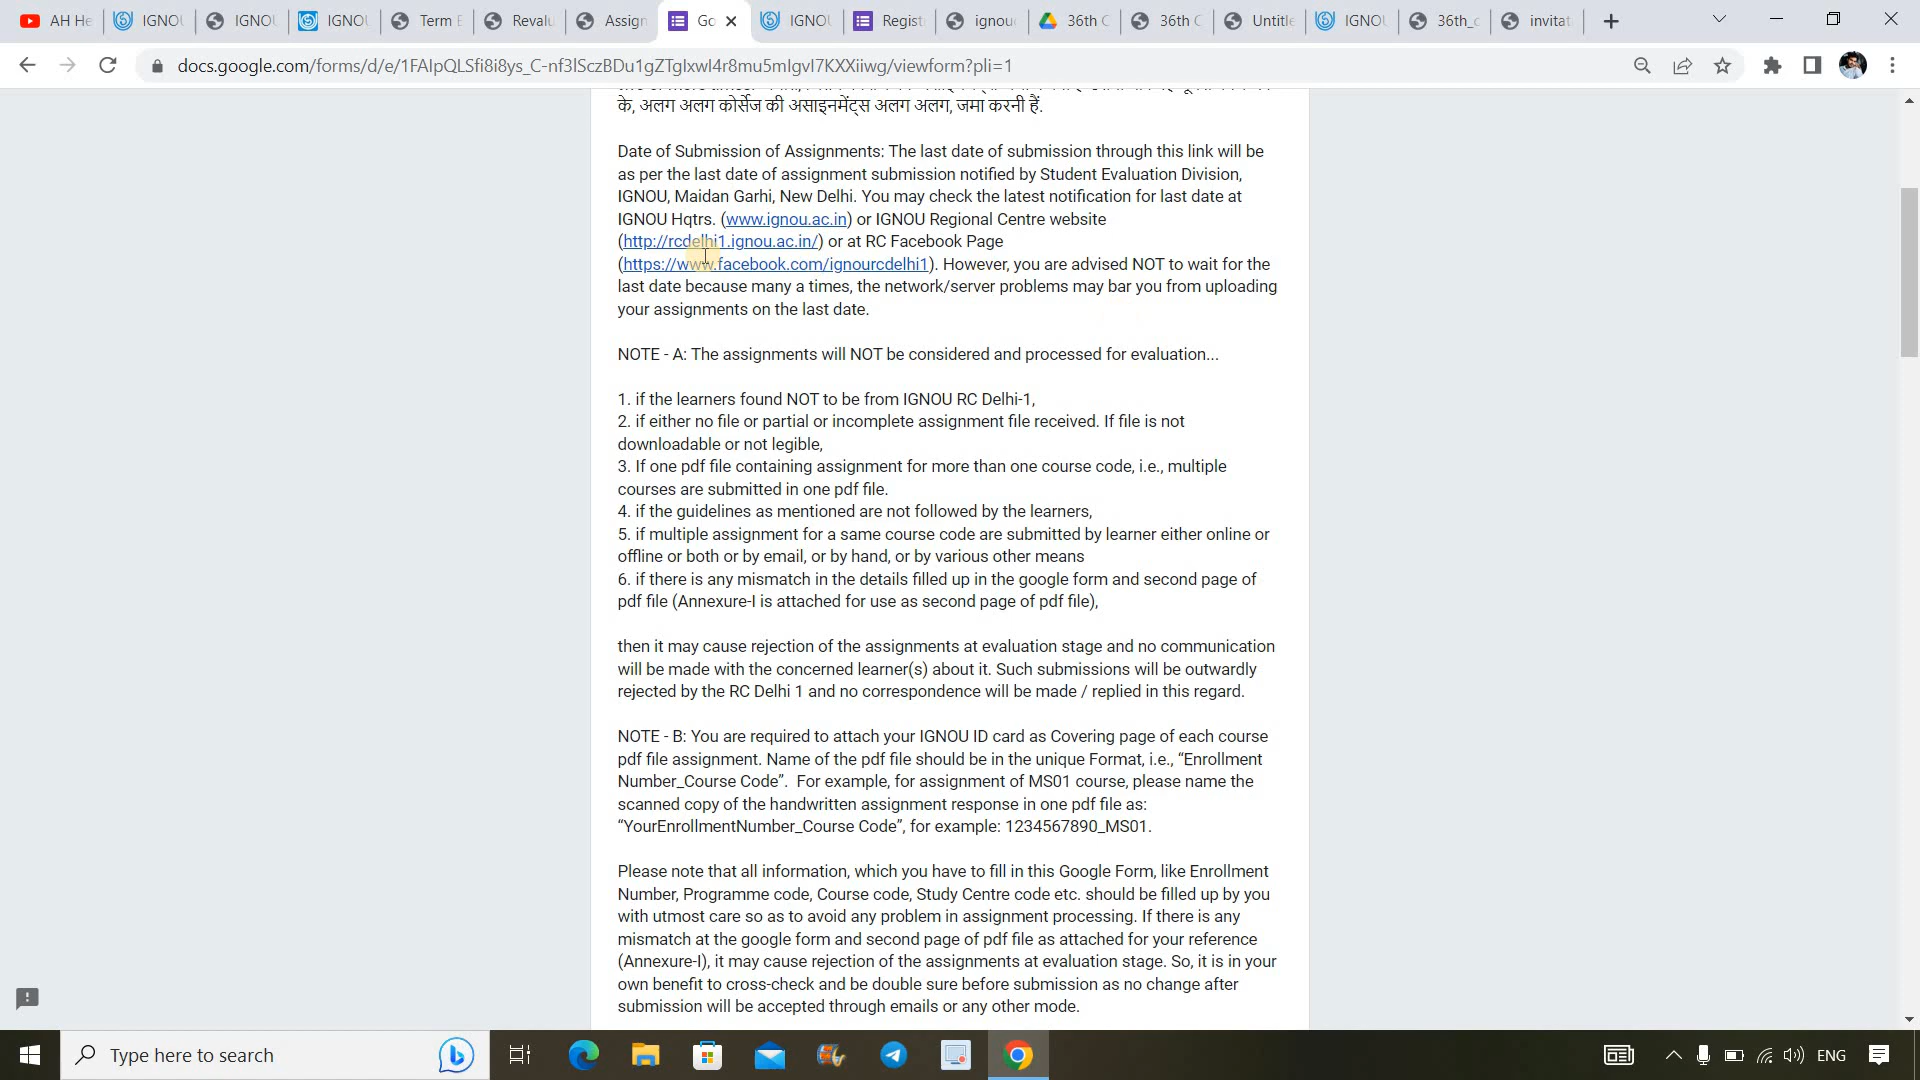 AH He
IGNOU
IGNOU
IGNOU
Term E
Revalu
Assign
Go
IGNOU
Registr
ignou
36th C
36th C
Untitle
IGNOU
36th_c
invitat
docs.google.com/forms/d/e/1FAIpQLSfi8i8ys_C-nf3lSczBDu1gZTgIxwI4r8mu5mIgvI7KXXiiwg/viewform?pli=1
के, अलग अलग कोर्सेज की असाइनमेंट्स अलग अलग, जमा करनी हैं.
Date of Submission of Assignments: The last date of submission through this link will be
as per the last date of assignment submission notified by Student Evaluation Division,
IGNOU, Maidan Garhi, New Delhi. You may check the latest notification for last date at
IGNOU Hqtrs. (www.ignou.ac.in) or IGNOU Regional Centre website
(http://rcdelhi1.ignou.ac.in/) or at RC Facebook Page
(https://www.facebook.com/ignourcdelhi1). However, you are advised NOT to wait for the
last date because many a times, the network/server problems may bar you from uploading
your assignments on the last date.
NOTE - A: The assignments will NOT be considered and processed for evaluation...
1. if the learners found NOT to be from IGNOU RC Delhi-1,
2. if either no file or partial or incomplete assignment file received. If file is not
downloadable or not legible,
3. If one pdf file containing assignment for more than one course code, i.e., multiple
courses are submitted in one pdf file.
4. if the guidelines as mentioned are not followed by the learners,
5. if multiple assignment for a same course code are submitted by learner either online or
offline or both or by email, or by hand, or by various other means
6. if there is any mismatch in the details filled up in the google form and second page of
pdf file (Annexure-I is attached for use as second page of pdf file),
then it may cause rejection of the assignments at evaluation stage and no communication
will be made with the concerned learner(s) about it. Such submissions will be outwardly
rejected by the RC Delhi 1 and no correspondence will be made / replied in this regard.
NOTE - B: You are required to attach your IGNOU ID card as Covering page of each course
pdf file assignment. Name of the pdf file should be in the unique Format, i.e., “Enrollment
Number_Course Code”.  For example, for assignment of MS01 course, please name the
scanned copy of the handwritten assignment response in one pdf file as:
“YourEnrollmentNumber_Course Code”, for example: 1234567890_MS01.
Please note that all information, which you have to fill in this Google Form, like Enrollment
Number, Programme code, Course code, Study Centre code etc. should be filled up by you
with utmost care so as to avoid any problem in assignment processing. If there is any
mismatch at the google form and second page of pdf file as attached for your reference
(Annexure-I), it may cause rejection of the assignments at evaluation stage. So, it is in your
own benefit to cross-check and be double sure before submission as no change after
submission will be accepted through emails or any other mode.
Type here to search
ENG